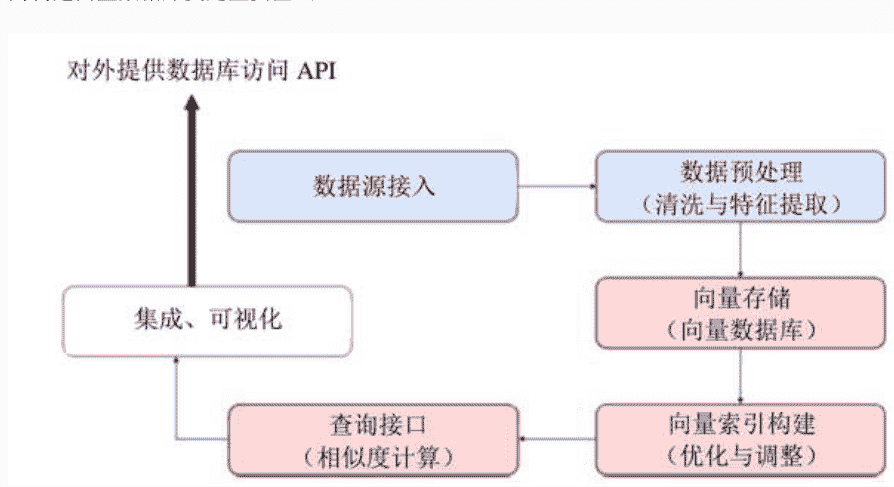 对外提供数据库访问 API
数据源接入
数据预处理
（清洗与特征提取）
向量存储
（向量数据库）
集成、可视化
查询接口
（相似度计算）
向量索引构建
（优化与调整）